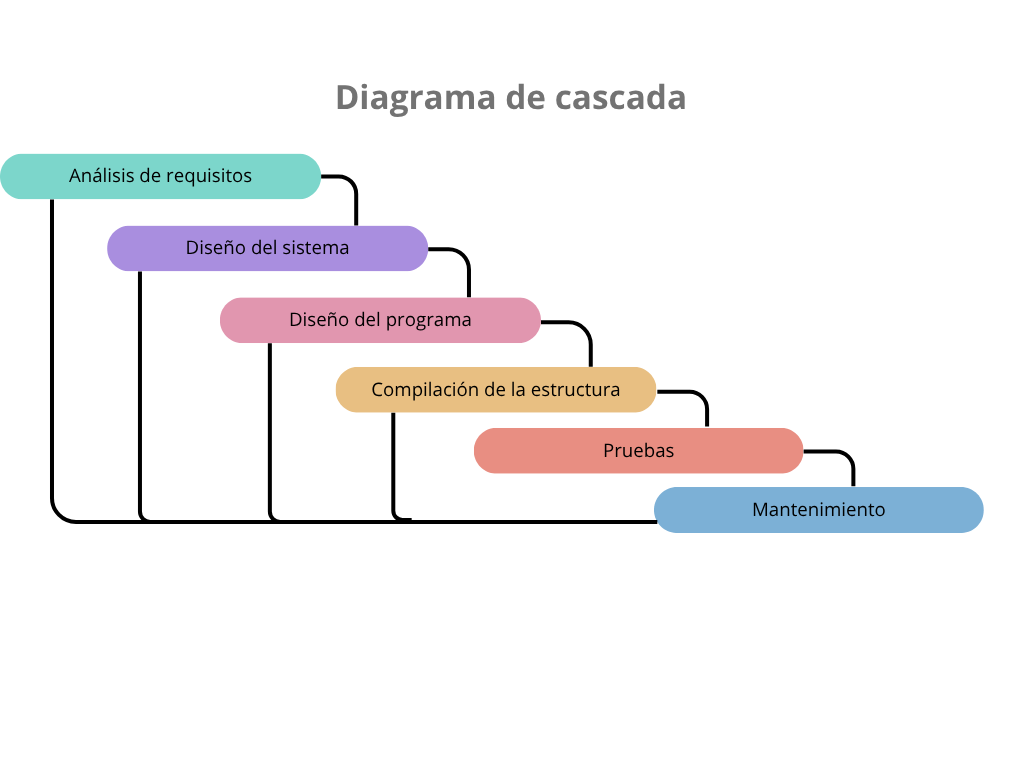 Diagrama de cascada
Análisis de requisitos
Diseño del sistema
Diseño del programa
Compilación de la estructura
Pruebas
Mantenimiento